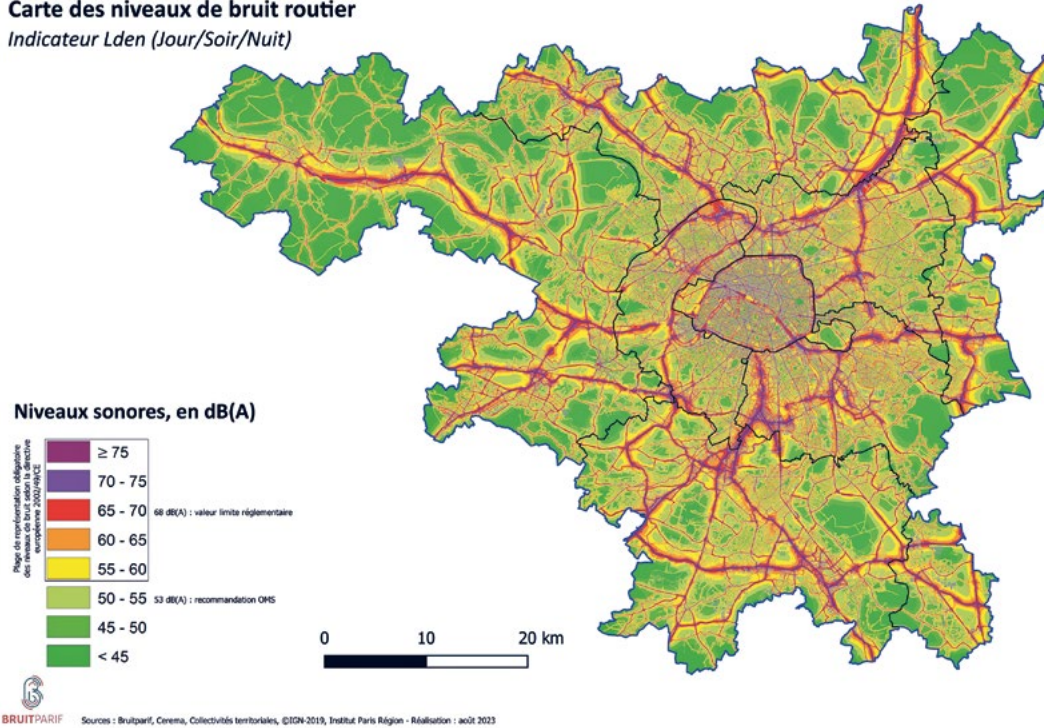 Carte des niveaux de bruit routier
Indicateur Lden (Jour/Soir/Nuit)
Niveaux sonores, en dB(A)
Plage de représentation obligatoire
des niveaux de bruit selon la directive
européenne 2002/49/CE
≥ 75
70 - 75
65 - 70 68 dB(A) : valeur limite réglementaire
60 - 65
55 - 60
50 - 55 53 dB(A) : recommandation OMS
45 - 50
< 45
0 10 20 km
BRUITPARIF
Sources : Bruitparif, Cerema, Collectivités territoriales, ©IGN-2019, Institut Paris Région - Réalisation : août 2023